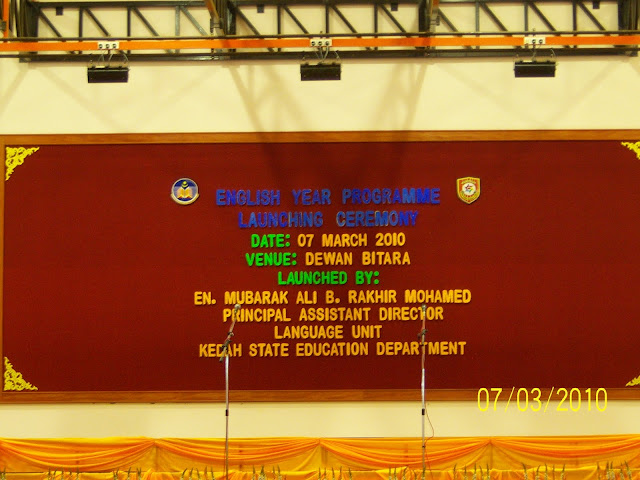 ENGLISH YEAR PROGRAMME
LAUNCHING CEREMONY
DATE: 07 MARCH 2010
VENUE: DEWAN BITARA
LAUNCHED BY:
EN. MUBARAK ALI B. RAKHIR MOHAMED
PRINCIPAL ASSISTANT DIRECTOR
LANGUAGE UNIT
KEDAH STATE EDUCATION DEPARTMENT
07/03/2010